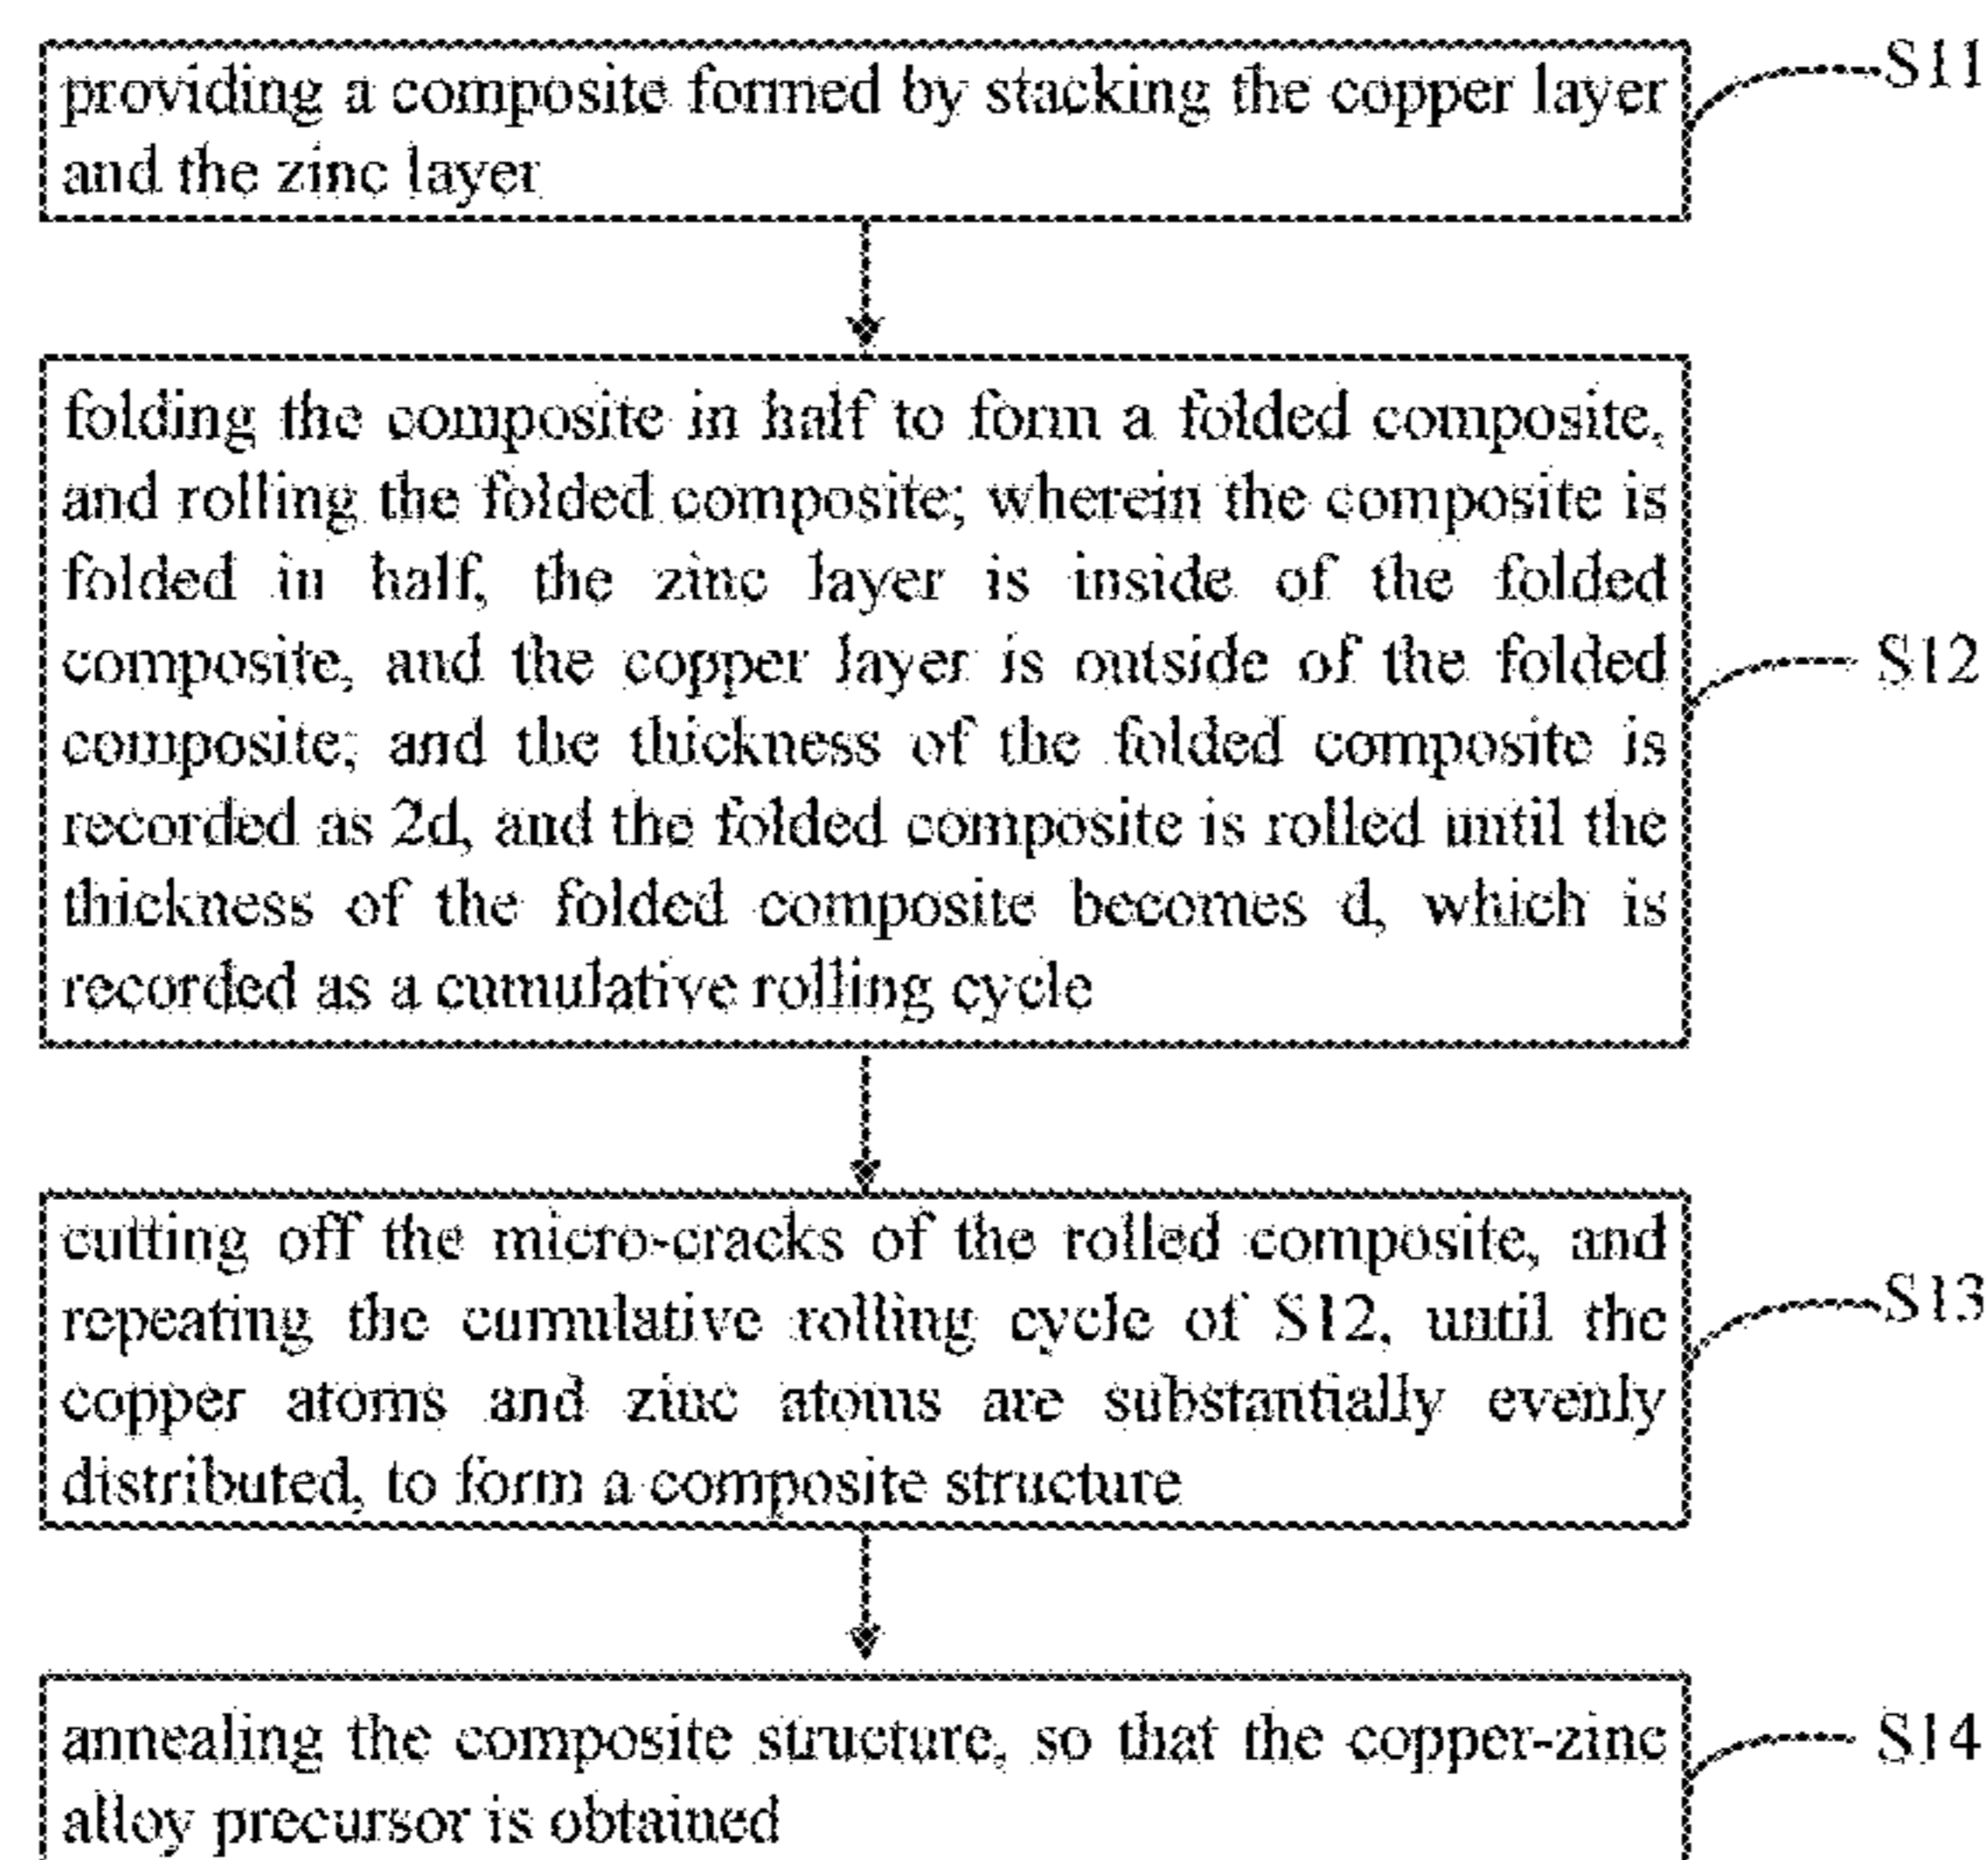 providing a composite formed by stacking the copper layer
and the zinc layer
S11
folding the composite in half to form a folded composite,
and rolling the folded composite; wherein the composite is
folded in half, the zinc layer is inside of the folded
composite, and the copper layer is outside of the folded
composite; and the thickness of the folded composite is
recorded as 2d, and the folded composite is rolled until the
thickness of the folded composite becomes d, which is
recorded as a cumulative rolling cycle
S12
cutting off the micro-cracks of the rolled composite, and
repeating the cumulative rolling cycle of S12, until the
copper atoms and zinc atoms are substantially evenly
distributed, to form a composite structure
S13
annealing the composite structure, so that the copper-zinc
alloy precursor is obtained
S14